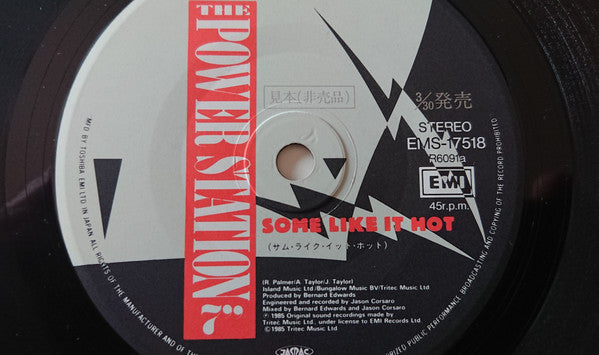 THE
POWER STATION
7"
見本(非売品)
3/30発売
STEREO
EMS-17518
R6091a
EMI
45r.p.m.
SOME LIKE IT HOT
(サム・ライク・イット・ホット)
(R. Palmer/A. Taylor/J. Taylor)
Island Music Ltd/Bungalow Music BV/Tritec Music Ltd.
Produced by Bernard Edwards
Engineered and recorded by Jason Corsaro
Mixed by Bernard Edwards and Jason Corsaro
℗1985 Original sound recordings made by
Tritec Music Ltd., under license to EMI Records Ltd.
©1985 Tritec Music Ltd.
JASRAC
M/D BY TOSHIBA EMI LTD. IN JAPAN ALL RIGHTS OF THE MANUFACTURER AND OF THE
UTHORIZED PUBLIC PERFORMANCE BROADCASTING AND COPYING OF THE RECORD PROHIBITED